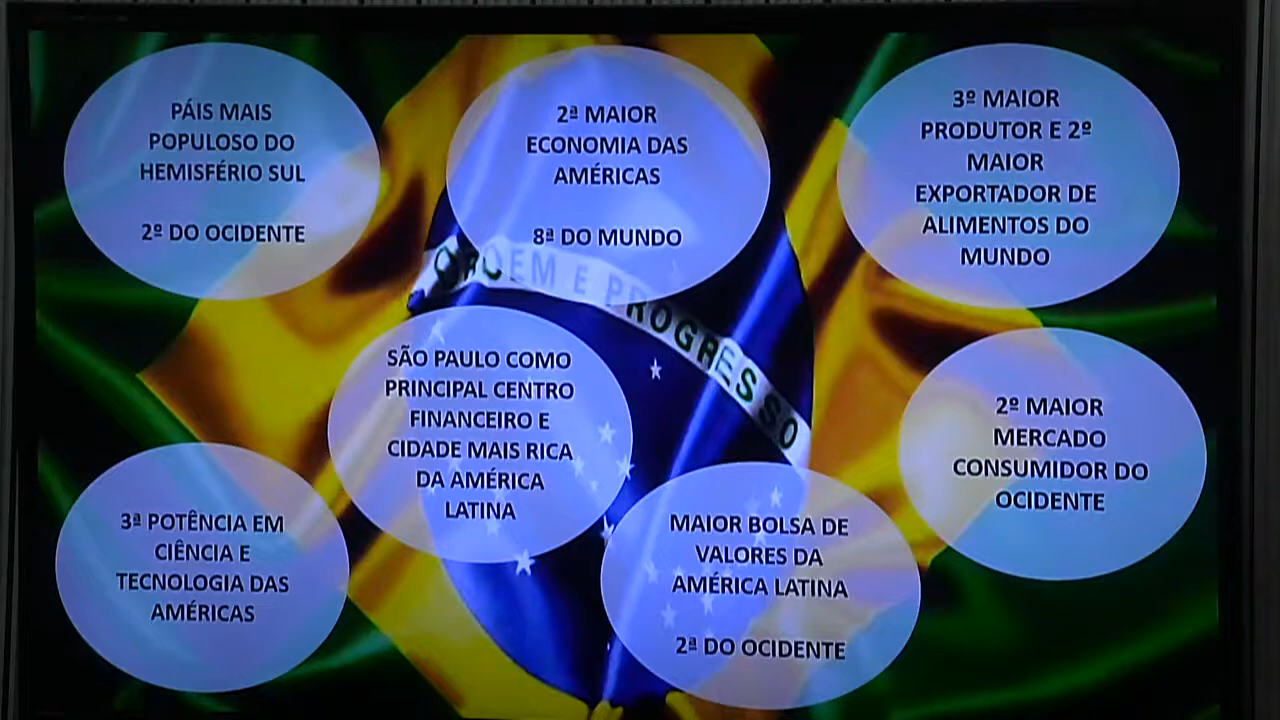 PÁIS MAIS
POPULOSO DO
HEMISFÉRIO SUL
2º DO OCIDENTE
2ª MAIOR
ECONOMIA DAS
AMÉRICAS
8ª DO MUNDO
3º MAIOR
PRODUTOR E 2º
MAIOR
EXPORTADOR DE
ALIMENTOS DO
MUNDO
ORDEM E PROGRESSO
SÃO PAULO COMO
PRINCIPAL CENTRO
FINANCEIRO E
CIDADE MAIS RICA
DA AMÉRICA
LATINA
2º MAIOR
MERCADO
CONSUMIDOR DO
OCIDENTE
3ª POTÊNCIA EM
CIÊNCIA E
TECNOLOGIA DAS
AMÉRICAS
MAIOR BOLSA DE
VALORES DA
AMÉRICA LATINA
2ª DO OCIDENTE